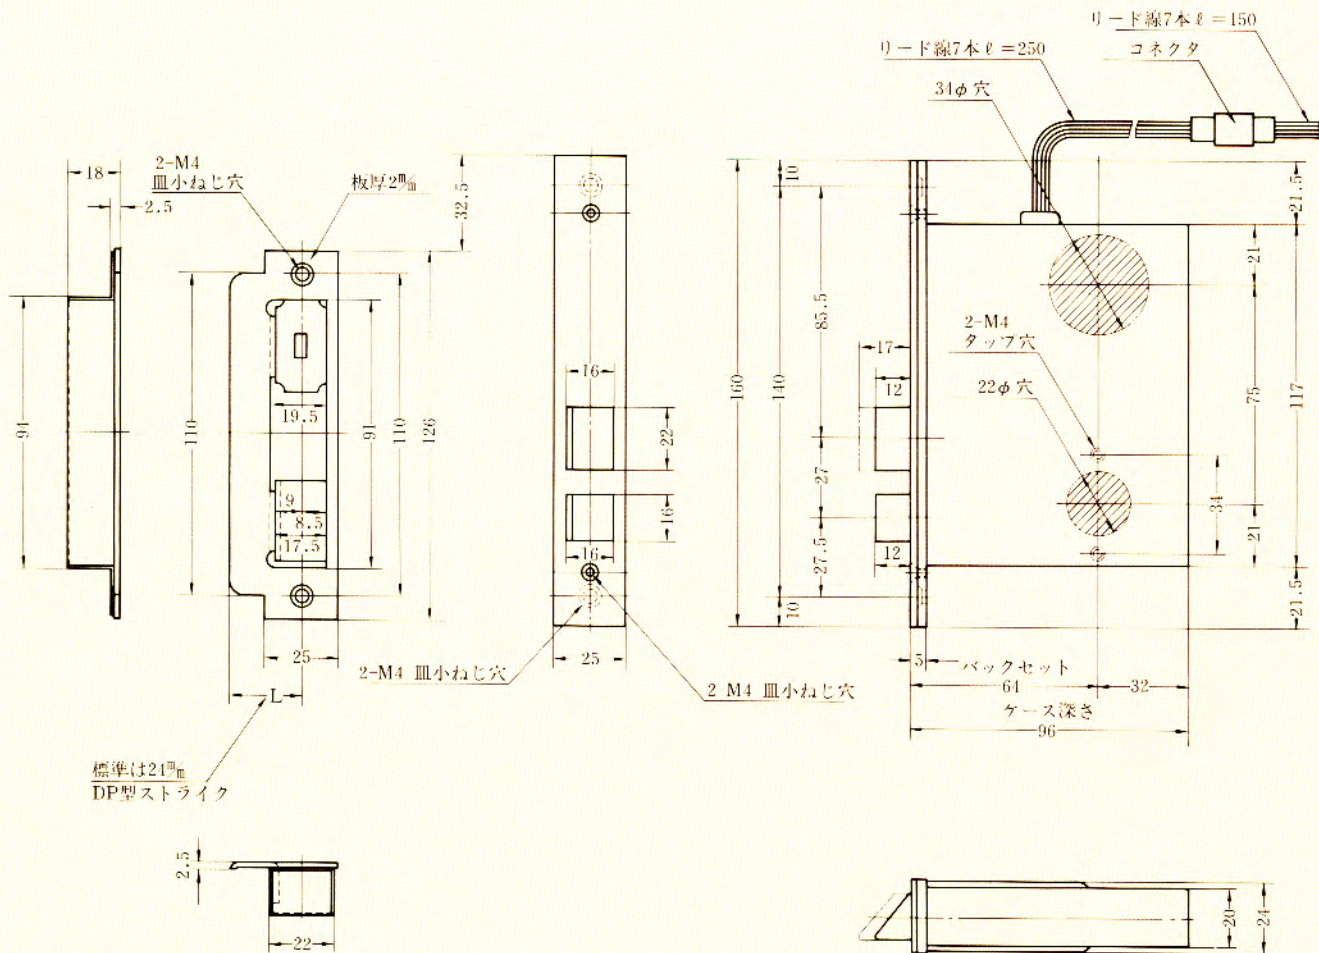 リード線7本ℓ=150
リード線7本ℓ=250
コネクタ
34φ穴
2-M4
皿小ねじ穴
板厚2㎜
18
2.5
32.5
10
21.5
94
110
19.5
91
110
126
9
8.5
17.5
25
L
標準は24㎜
DP型ストライク
16
22
16
16
25
2-M4 皿小ねじ穴
2 M4 皿小ねじ穴
160
140
85.5
27
27.5
10
17
12
12
2-M4
タップ穴
22φ穴
21
75
117
34
21
21.5
5
バックセット
64
32
ケース深さ
96
2.5
22
20
24